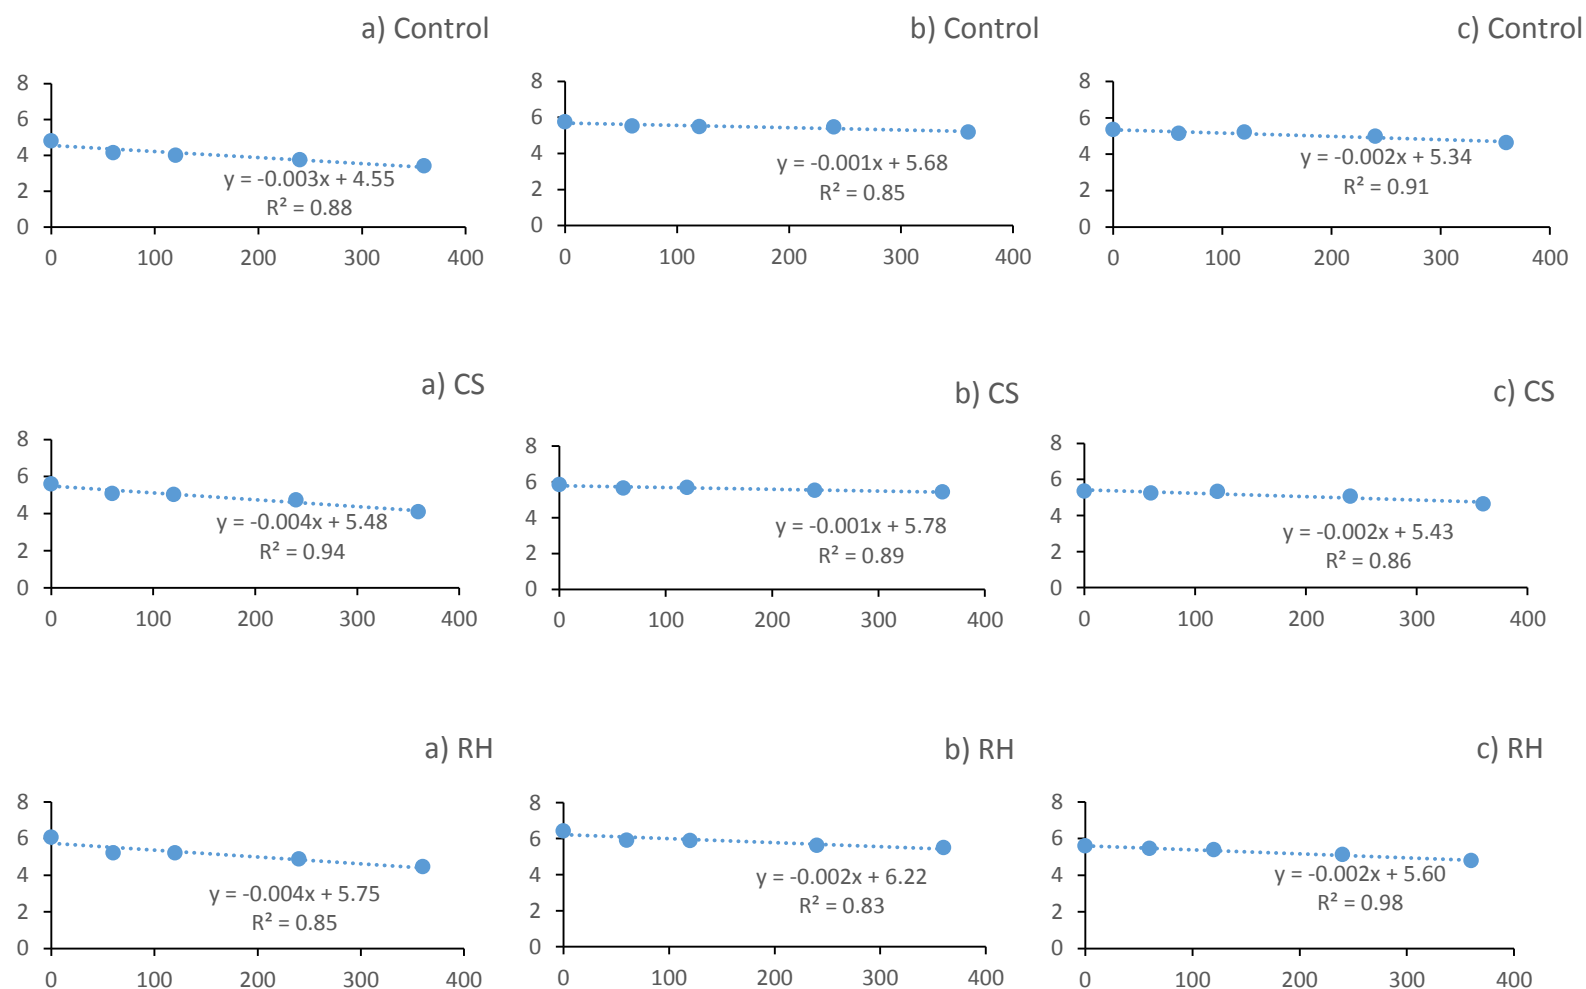 a) Control
8
6
4
2
0
0 100 200 300 400
y = -0.003x + 4.55
R² = 0.88
b) Control
8
6
4
2
0
0 100 200 300 400
y = -0.001x + 5.68
R² = 0.85
c) Control
8
6
4
2
0
0 100 200 300 400
y = -0.002x + 5.34
R² = 0.91
a) CS
8
6
4
2
0
0 100 200 300 400
y = -0.004x + 5.48
R² = 0.94
b) CS
8
6
4
2
0
0 100 200 300 400
y = -0.001x + 5.78
R² = 0.89
c) CS
8
6
4
2
0
0 100 200 300 400
y = -0.002x + 5.43
R² = 0.86
a) RH
8
6
4
2
0
0 100 200 300 400
y = -0.004x + 5.75
R² = 0.85
b) RH
8
6
4
2
0
0 100 200 300 400
y = -0.002x + 6.22
R² = 0.83
c) RH
8
6
4
2
0
0 100 200 300 400
y = -0.002x + 5.60
R² = 0.98